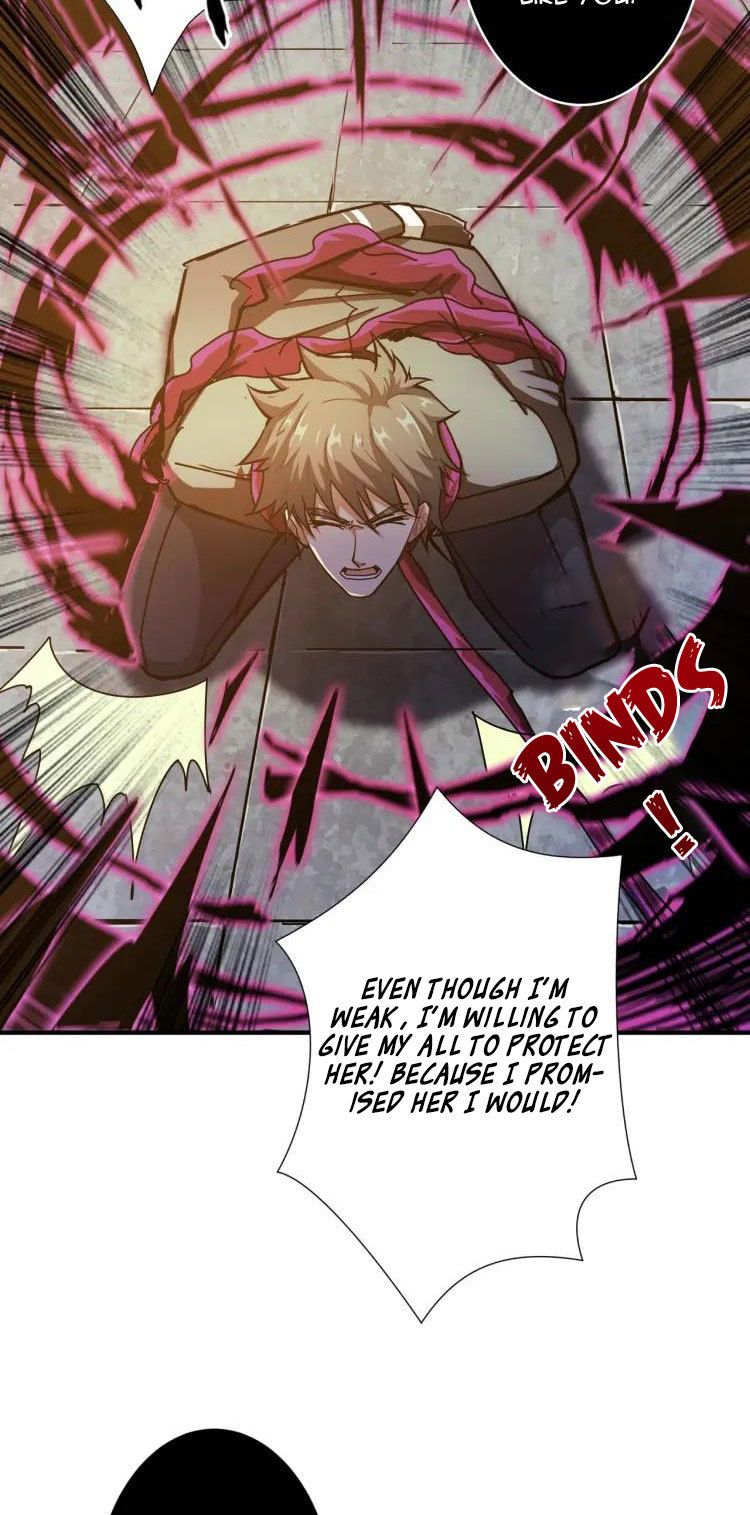 BINDS
!
EVEN THOUGH I'M
WEAK, I'M WILLING TO
GIVE MY ALL TO PROTECT
HER! BECAUSE I PROM-
ISED HER I WOULD!